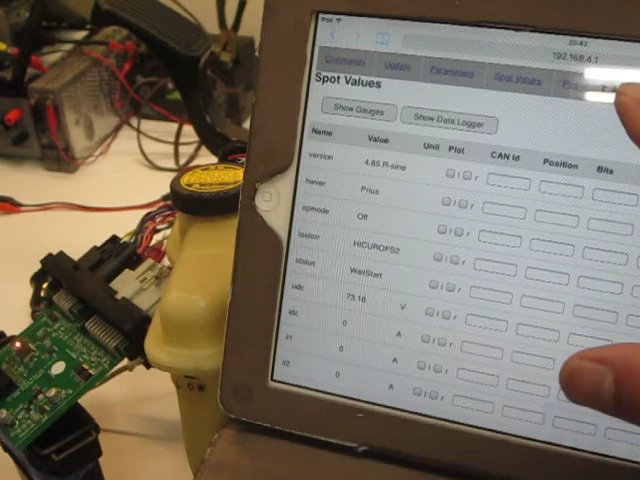 iPad
20:42
192.168.4.1
Commands Update Parameters Spot Values
Spot Values
Show Gauges Show Data Logger
Name Value Unit Plot CAN Id Position Bits
version 4.85.R-sine l r
hwver Prius l r
opmode Off l r
lasterr HICUROFS2 l r
status WaitStart l r
udc 73.18 V l r
idc 0 A l r
il1 0 A l r
il2 0 A l r
LOW